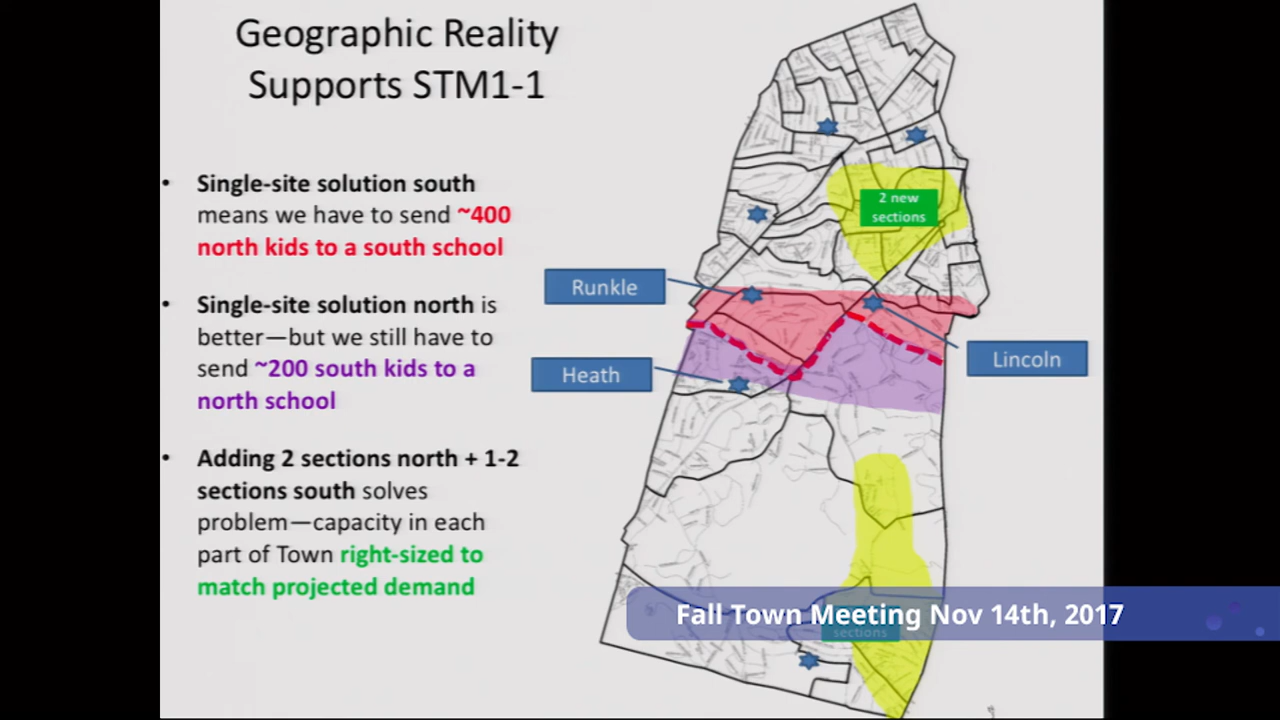 Geographic Reality
Supports STM1-1
• Single-site solution south
means we have to send ~400
north kids to a south school
• Single-site solution north is
better—but we still have to
send ~200 south kids to a
north school
• Adding 2 sections north + 1-2
sections south solves
problem—capacity in each
part of Town right-sized to
match projected demand
2 new
sections
Runkle
Heath
Lincoln
Fall Town Meeting Nov 14th, 2017
sections